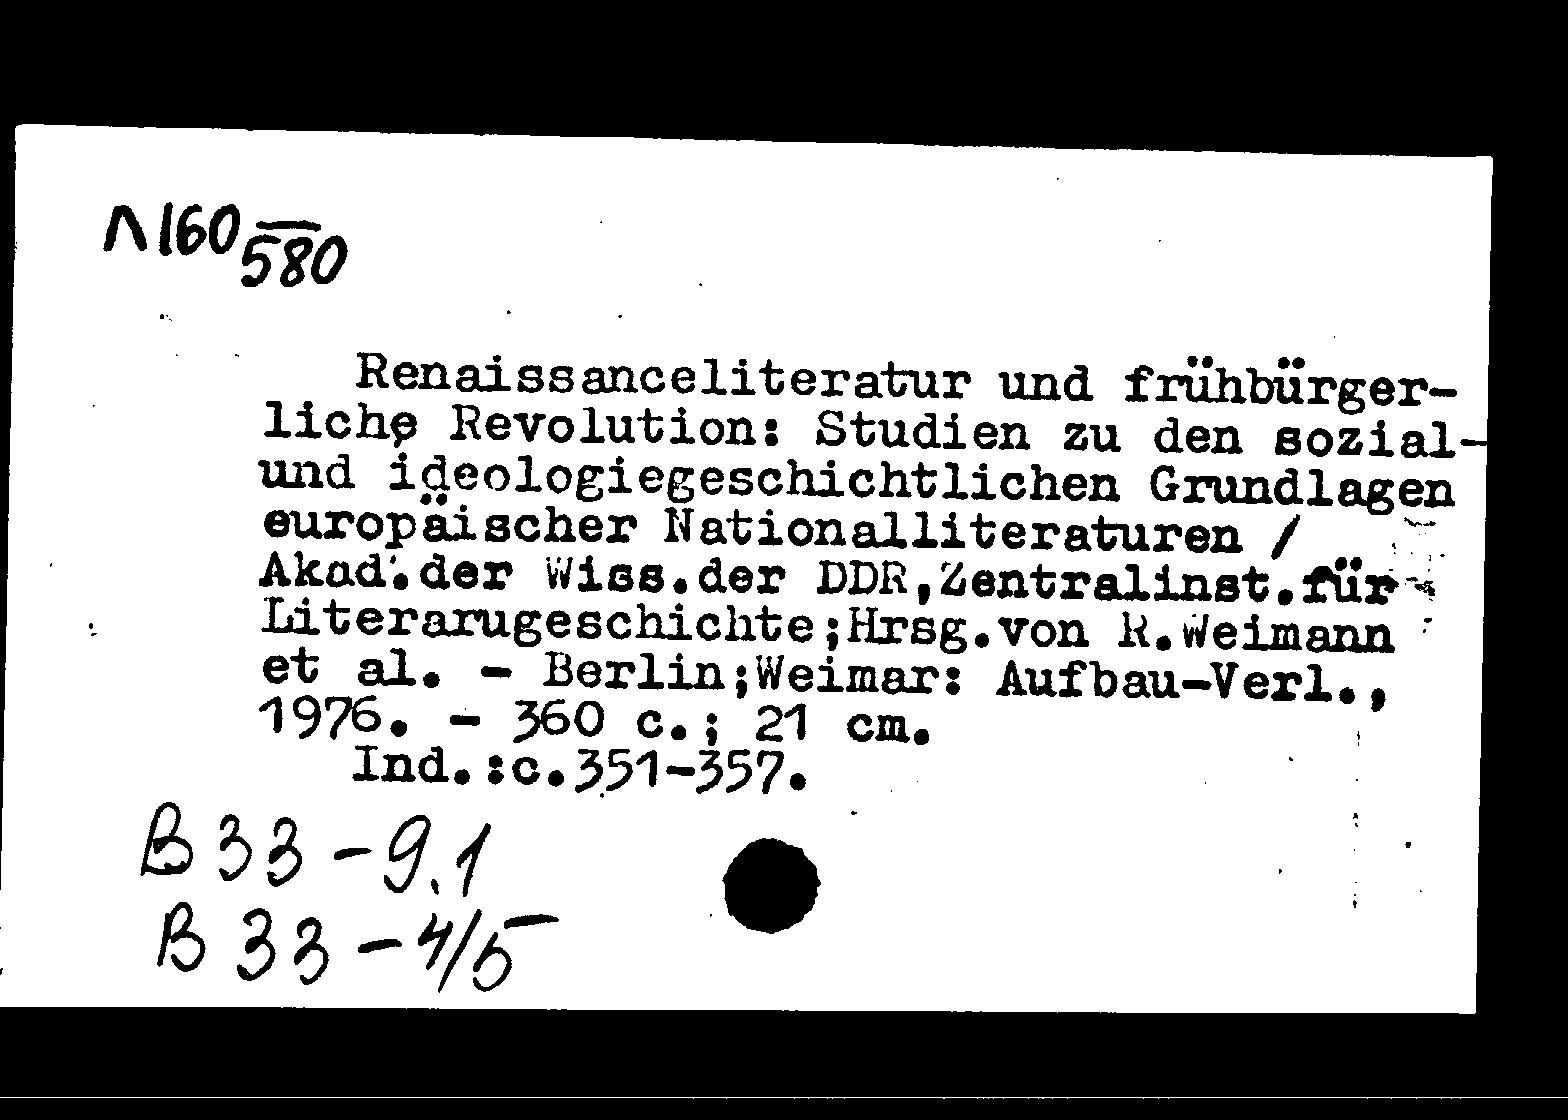 Л160
580
Renaissanceliteratur und frühbürger-
liche Revolution: Studien zu den sozial-
und ideologiegeschichtlichen Grundlagen
europäischer Nationalliteraturen /
Akad.der Wiss.der DDR,Zentralinst.für
Literarugeschichte;Hrsg.von R.Weimann
et al. - Berlin;Weimar: Aufbau-Verl.,
1976. - 360 c.; 21 cm.
Ind.:c.351-357.
В33-9.1
В33-4/5